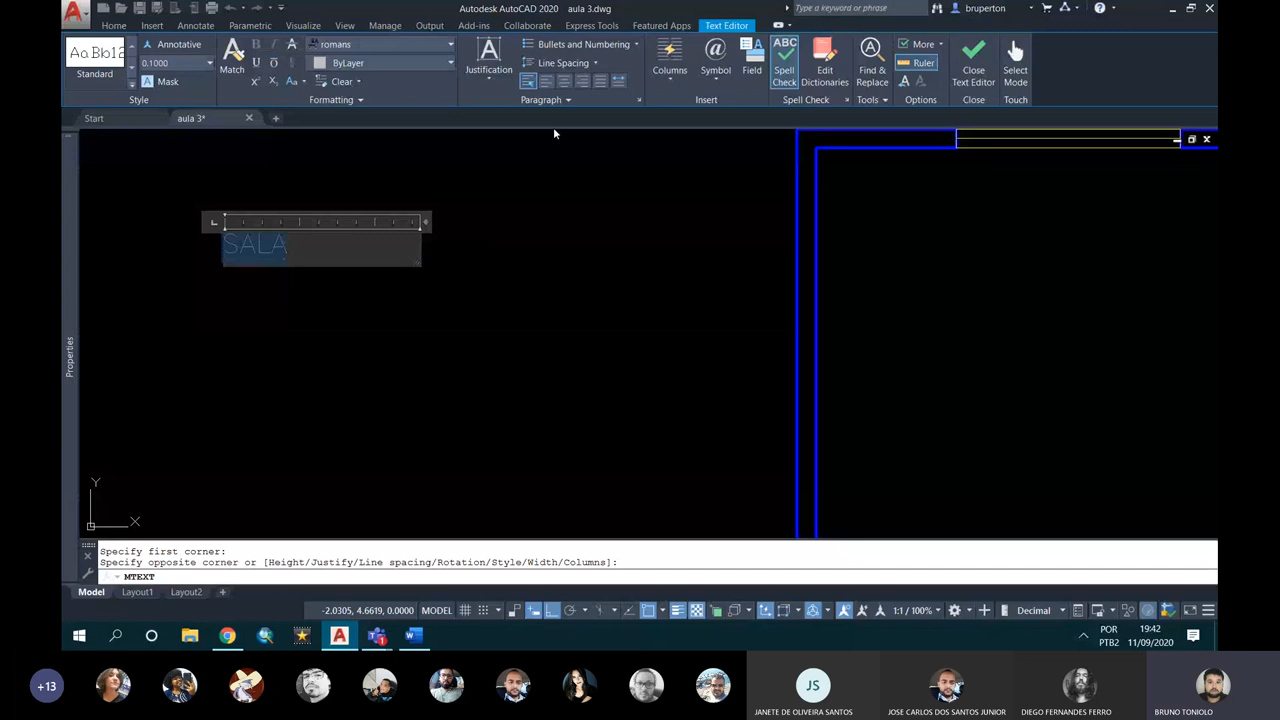 Autodesk AutoCAD 2020 aula 3.dwg
Type a keyword or phrase
bruperton
Home Insert Annotate Parametric Visualize View Manage Output Add-ins Collaborate Express Tools Featured Apps Text Editor
AaBb12
Standard
Annotative
0.1000
Mask
Style
Match
romans
ByLayer
Clear
Formatting
Justification
Bullets and Numbering
Line Spacing
Paragraph
Columns
Symbol
Field
Insert
ABC
Spell
Check
Edit
Dictionaries
Spell Check
Find &
Replace
Tools
More
Ruler
Options
Close
Text Editor
Close
Select
Mode
Touch
Start
aula 3*
Properties
SALA
Y
X
Specify first corner:
Specify opposite corner or [Height/Justify/Line spacing/Rotation/Style/Width/Columns]:
MTEXT
Model Layout1 Layout2
-2.0305, 4.6619, 0.0000 MODEL
1:1 / 100%
Decimal
POR
PTB2
19:42
11/09/2020
+13
JS
JANETE DE OLIVEIRA SANTOS
JOSE CARLOS DOS SANTOS JUNIOR
DIEGO FERNANDES FERRO
BRUNO TONIOLO